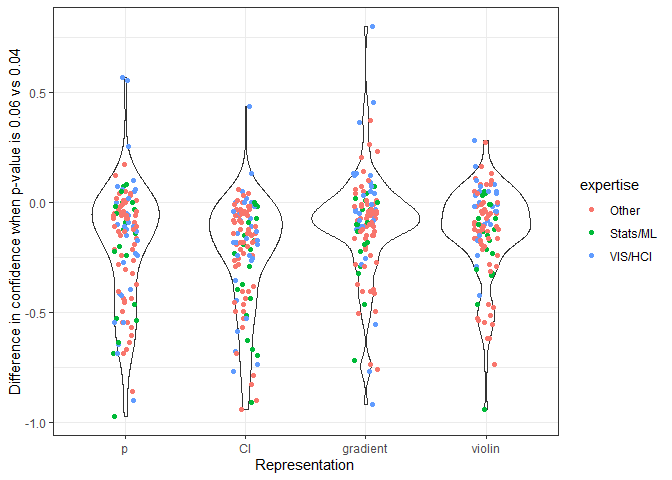 Difference in confidence when p-value is 0.06 vs 0.04
0.5
0.0
-0.5
-1.0
p
CI
gradient
violin
Representation
expertise
Other
Stats/ML
VIS/HCI